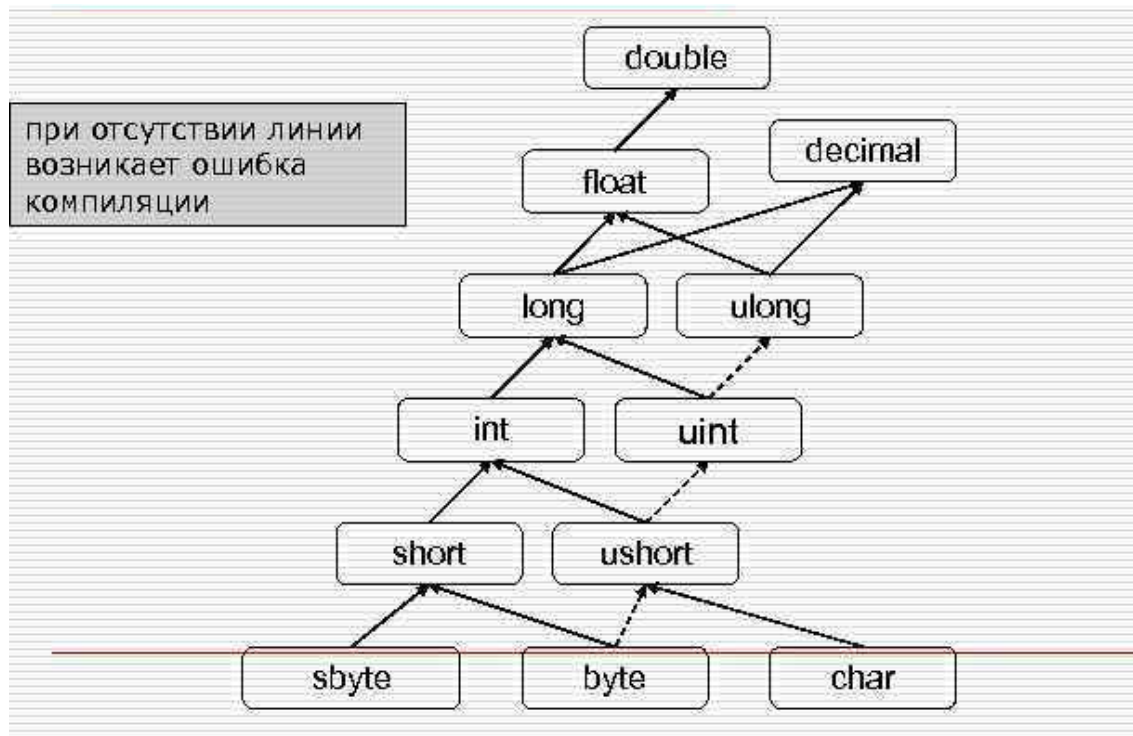 double
при отсутствии линии
возникает ошибка
компиляции
decimal
float
long
ulong
int
uint
short
ushort
sbyte
byte
char